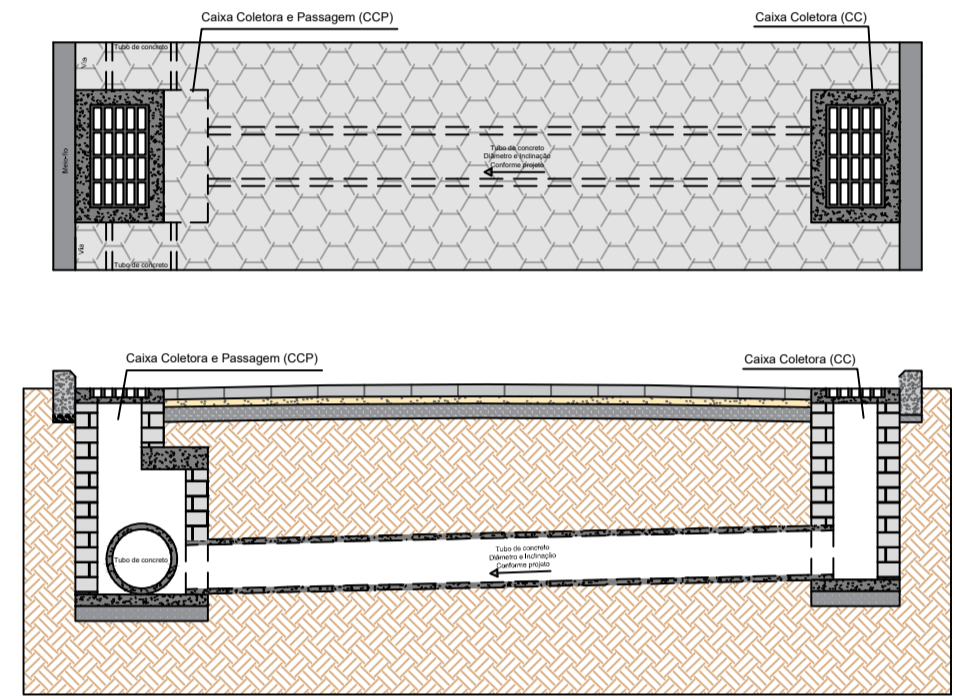 Caixa Coletora e Passagem (CCP)
Caixa Coletora (CC)
Tubo de concreto
Via
Meio-fio
Tubo de concreto
Diâmetro e Inclinação
Conforme projeto
Via
Tubo de concreto
Caixa Coletora e Passagem (CCP)
Caixa Coletora (CC)
Tubo de concreto
Diâmetro e Inclinação
Conforme projeto
Tubo de concreto